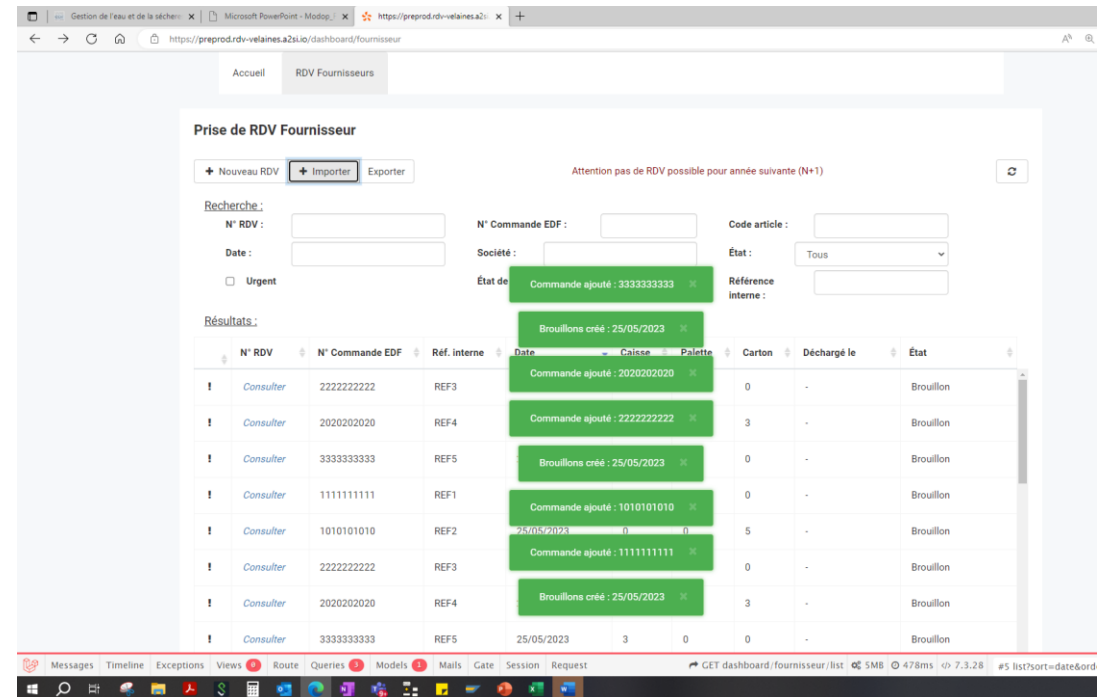 Gestion de l'eau et de la sécher
Microsoft PowerPoint - Modop_
https://preprod.rdv-velaines.a2si
https://preprod.rdv-velaines.a2si.io/dashboard/fournisseur
Accueil RDV Fournisseurs
Prise de RDV Fournisseur
+ Nouveau RDV + Importer Exporter Attention pas de RDV possible pour année suivante (N+1)
Recherche :
N° RDV : N° Commande EDF : Code article :
Date : Société : État : Tous
Urgent État de Référence interne :
Commande ajouté : 3333333333
Résultats :
Brouillons créé : 25/05/2023
N° RDV N° Commande EDF Réf. interne Date Caisse Palette Carton Déchargé le État
Commande ajouté : 2020202020
! Consulter 2222222222 REF3 0 - Brouillon
Commande ajouté : 2222222222
! Consulter 2020202020 REF4 3 - Brouillon
Brouillons créé : 25/05/2023
! Consulter 3333333333 REF5 0 - Brouillon
! Consulter 1111111111 REF1 0 - Brouillon
Commande ajouté : 1010101010
! Consulter 1010101010 REF2 25/05/2023 0 0 5 - Brouillon
Commande ajouté : 1111111111
! Consulter 2222222222 REF3 0 - Brouillon
Brouillons créé : 25/05/2023
! Consulter 2020202020 REF4 3 - Brouillon
! Consulter 3333333333 REF5 25/05/2023 3 0 0 - Brouillon
Messages Timeline Exceptions Views 0 Route Queries 3 Models 1 Mails Gate Session Request GET dashboard/fournisseur/list 5MB 478ms 7.3.28 #5 list?sort=date&ord